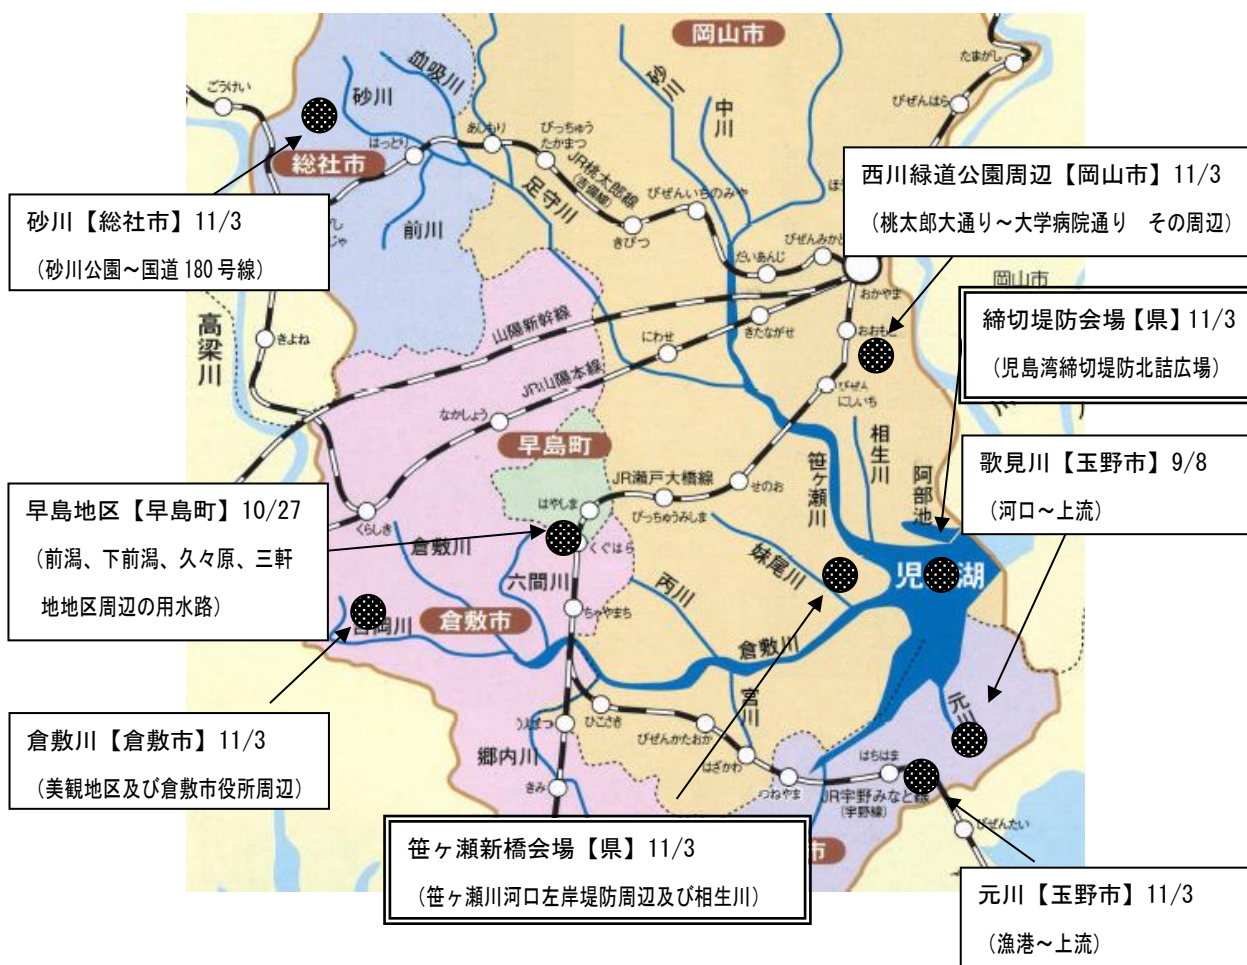 岡山市
たまがし
ごうけい
血吸川
砂川
砂川
中川
びぜんはら
総社市
はっとり
あしもり
びっちゅう
たかまつ
JR桃太郎線
(吉備線)
足守川
前川
きびつ
びぜんいちのみや
だいあんじ
びぜんみかど
西川緑道公園周辺【岡山市】11/3
(桃太郎大通り～大学病院通り その周辺)
砂川【総社市】11/3
(砂川公園～国道180号線)
おかやま
岡山市
高梁川
きよね
山陽新幹線
JR山陽本線
にわせ
きたながせ
おおもと
びぜん
にしいち
締切堤防会場【県】11/3
(児島湾締切堤防北詰広場)
なかしょう
早島町
JR瀬戸大橋線
せのお
びっちゅうみしま
はやしま
くぐはら
笹ヶ瀬川
相生川
阿部池
歌見川【玉野市】9/8
(河口～上流)
早島地区【早島町】10/27
(前潟、下前潟、久々原、三軒
地地区周辺の用水路)
くらしき
倉敷川
六間川
倉敷市
ちゃやまち
妹尾川
丙川
児
湖
倉敷川
宮川
元川
倉敷川【倉敷市】11/3
(美観地区及び倉敷市役所周辺)
ひこさき
びぜんかたおか
はざかわ
つねやま
はちはま
JR宇野みなと線
(宇野線)
びぜんたい
郷内川
きみ
市
笹ヶ瀬新橋会場【県】11/3
(笹ヶ瀬川河口左岸堤防周辺及び相生川)
元川【玉野市】11/3
(漁港～上流)